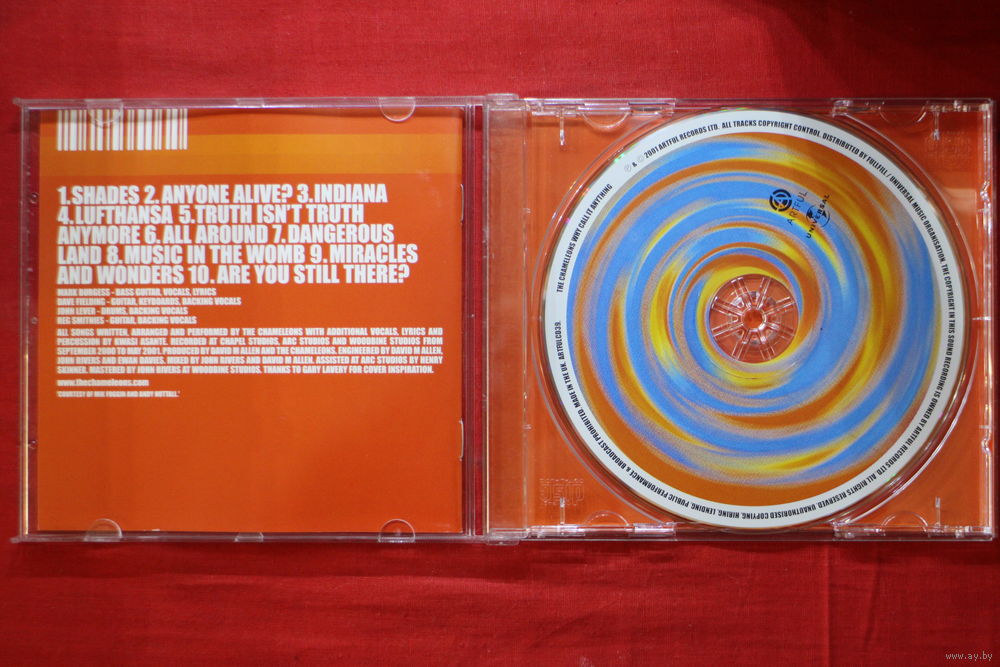 1.SHADES 2. ANYONE ALIVE? 3. INDIANA
4. LUFTHANSA 5.TRUTH ISN'T TRUTH
ANYMORE 6. ALL AROUND 7. DANGEROUS
LAND 8. MUSIC IN THE WOMB 9. MIRACLES
AND WONDERS 10. ARE YOU STILL THERE?
MARK BURGESS - BASS GUITAR, VOCALS, LYRICS
DAVE FIELDING - GUITAR, KEYBOARDS, BACKING VOCALS
JOHN LEVER - DRUMS, BACKING VOCALS
REG SMITHIES - GUITAR, BACKING VOCALS
ALL SONGS WRITTEN, ARRANGED AND PERFORMED BY THE CHAMELEONS WITH ADDITIONAL VOCALS, LYRICS AND
PERCUSSION BY KWASI ASANTE. RECORDED AT CHAPEL STUDIOS, ARC STUDIOS AND WOODBINE STUDIOS FROM
SEPTEMBER 2000 TO MAY 2001. PRODUCED BY DAVID M ALLEN AND THE CHAMELEONS, ENGINEERED BY DAVID M ALLEN,
JOHN RIVERS AND EWAN DAVIES. MIXED BY JOHN RIVERS AND DAVID M ALLEN, ASSISTED AT ARC STUDIOS BY HENRY
SKINNER. MASTERED BY JOHN RIVERS AT WOODBINE STUDIOS, THANKS TO GARY LAVERY FOR COVER INSPIRATION.
www.thechameleons.com
"COURTESY OF MIK FOGGIN AND ANDY NUTTALL."
THE CHAMELEONS WHY CALL IT ANYTHING
℗ & © 2001 ARTFUL RECORDS LTD. ALL TRACKS COPYRIGHT CONTROL. DISTRIBUTED BY FULLFILL / UNIVERSAL MUSIC ORGANISATION. THE COPYRIGHT IN THIS SOUND RECORDING IS OWNED BY ARTFUL RECORDS LTD. ALL RIGHTS RESERVED. UNAUTHORISED COPYING, HIRING, LENDING, PUBLIC PERFORMANCE & BROADCAST PROHIBITED. MADE IN THE UK. ARTFULCD39.
ARTFUL
UNIVERSAL
www.ay.by